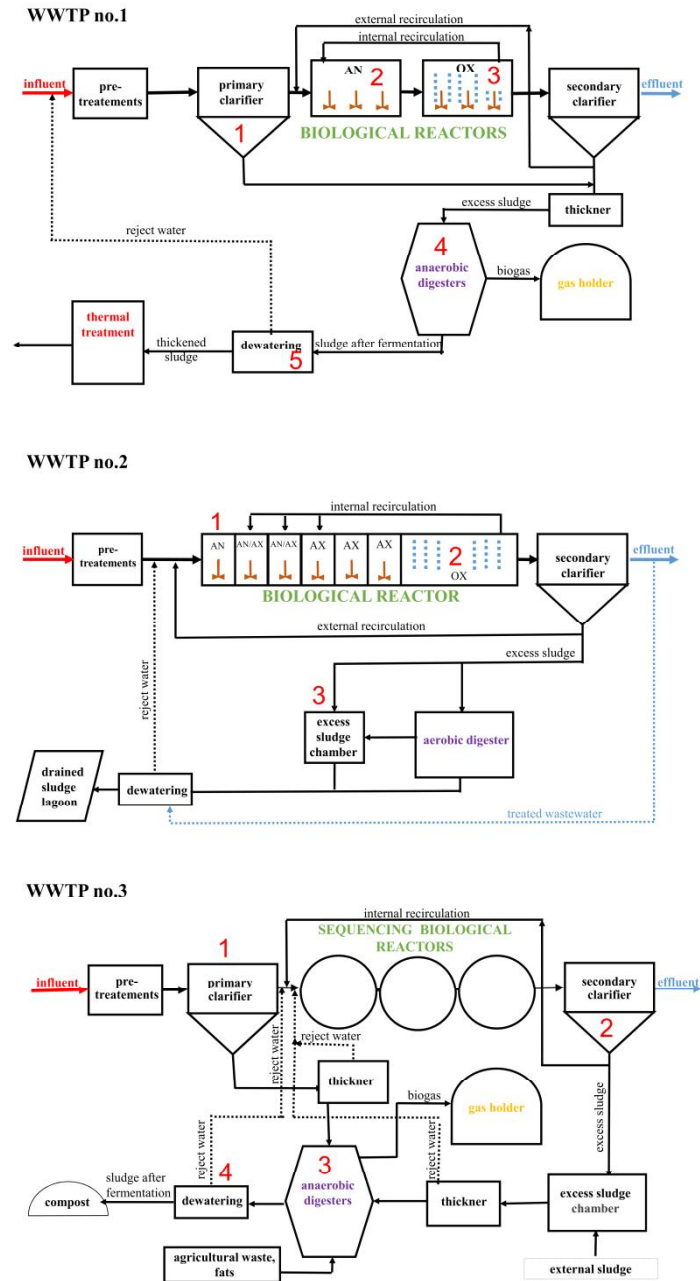 WWTP no.1
external recirculation
internal recirculation
influent
pre-
treatements
primary
clarifier
AN
2
OX
3
secondary
clarifier
effluent
1
BIOLOGICAL REACTORS
excess sludge
thickner
reject water
4
anaerobic
digesters
biogas
gas holder
thermal
treatment
thickened
sludge
dewatering
5
sludge after fermentation
WWTP no.2
internal recirculation
1
influent
pre-
treatements
AN
AN/AX
AN/AX
AX
AX
AX
2
OX
secondary
clarifier
effluent
BIOLOGICAL REACTOR
external recirculation
excess sludge
reject water
3
excess
sludge
chamber
aerobic digester
drained
sludge
lagoon
dewatering
treated wastewater
WWTP no.3
internal recirculation
SEQUENCING BIOLOGICAL
REACTORS
1
influent
pre-
treatements
primary
clarifier
secondary
clarifier
effluent
2
reject water
reject water
thickner
biogas
gas holder
excess sludge
reject water
reject water
3
anaerobic
digesters
4
sludge after
fermentation
compost
dewatering
thickner
excess sludge
chamber
agricultural waste,
fats
external sludge